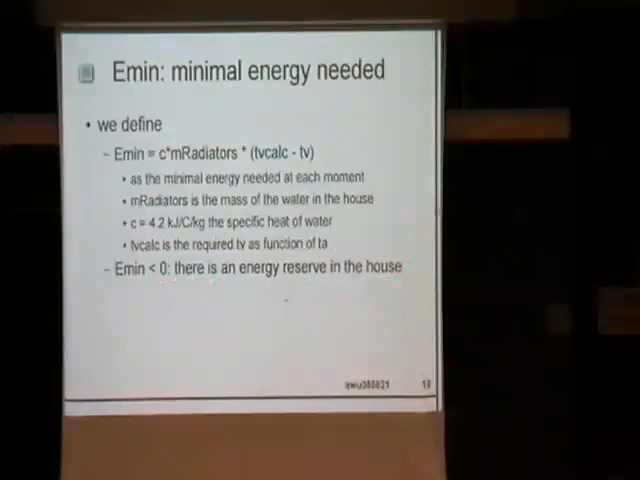 Emin: minimal energy needed
• we define
– Emin = c*mRadiators * (tvcalc - tv)
• as the minimal energy needed at each moment
• mRadiators is the mass of the water in the house
• c = 4.2 kJ/C/kg the specific heat of water
• tvcalc is the required tv as function of ta
– Emin < 0: there is an energy reserve in the house